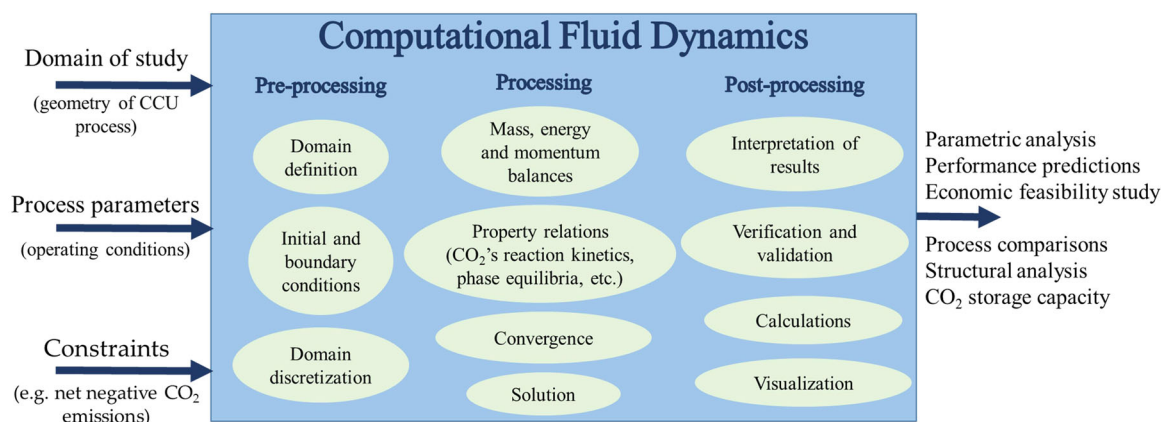 Computational Fluid Dynamics
Domain of study
(geometry of CCU
process)
Process parameters
(operating conditions)
Constraints
(e.g. net negative CO₂
emissions)
Pre-processing
Domain
definition
Initial and
boundary
conditions
Domain
discretization
Processing
Mass, energy
and momentum
balances
Property relations
(CO₂'s reaction kinetics,
phase equilibria, etc.)
Convergence
Solution
Post-processing
Interpretation of
results
Verification and
validation
Calculations
Visualization
Parametric analysis
Performance predictions
Economic feasibility study
Process comparisons
Structural analysis
CO₂ storage capacity